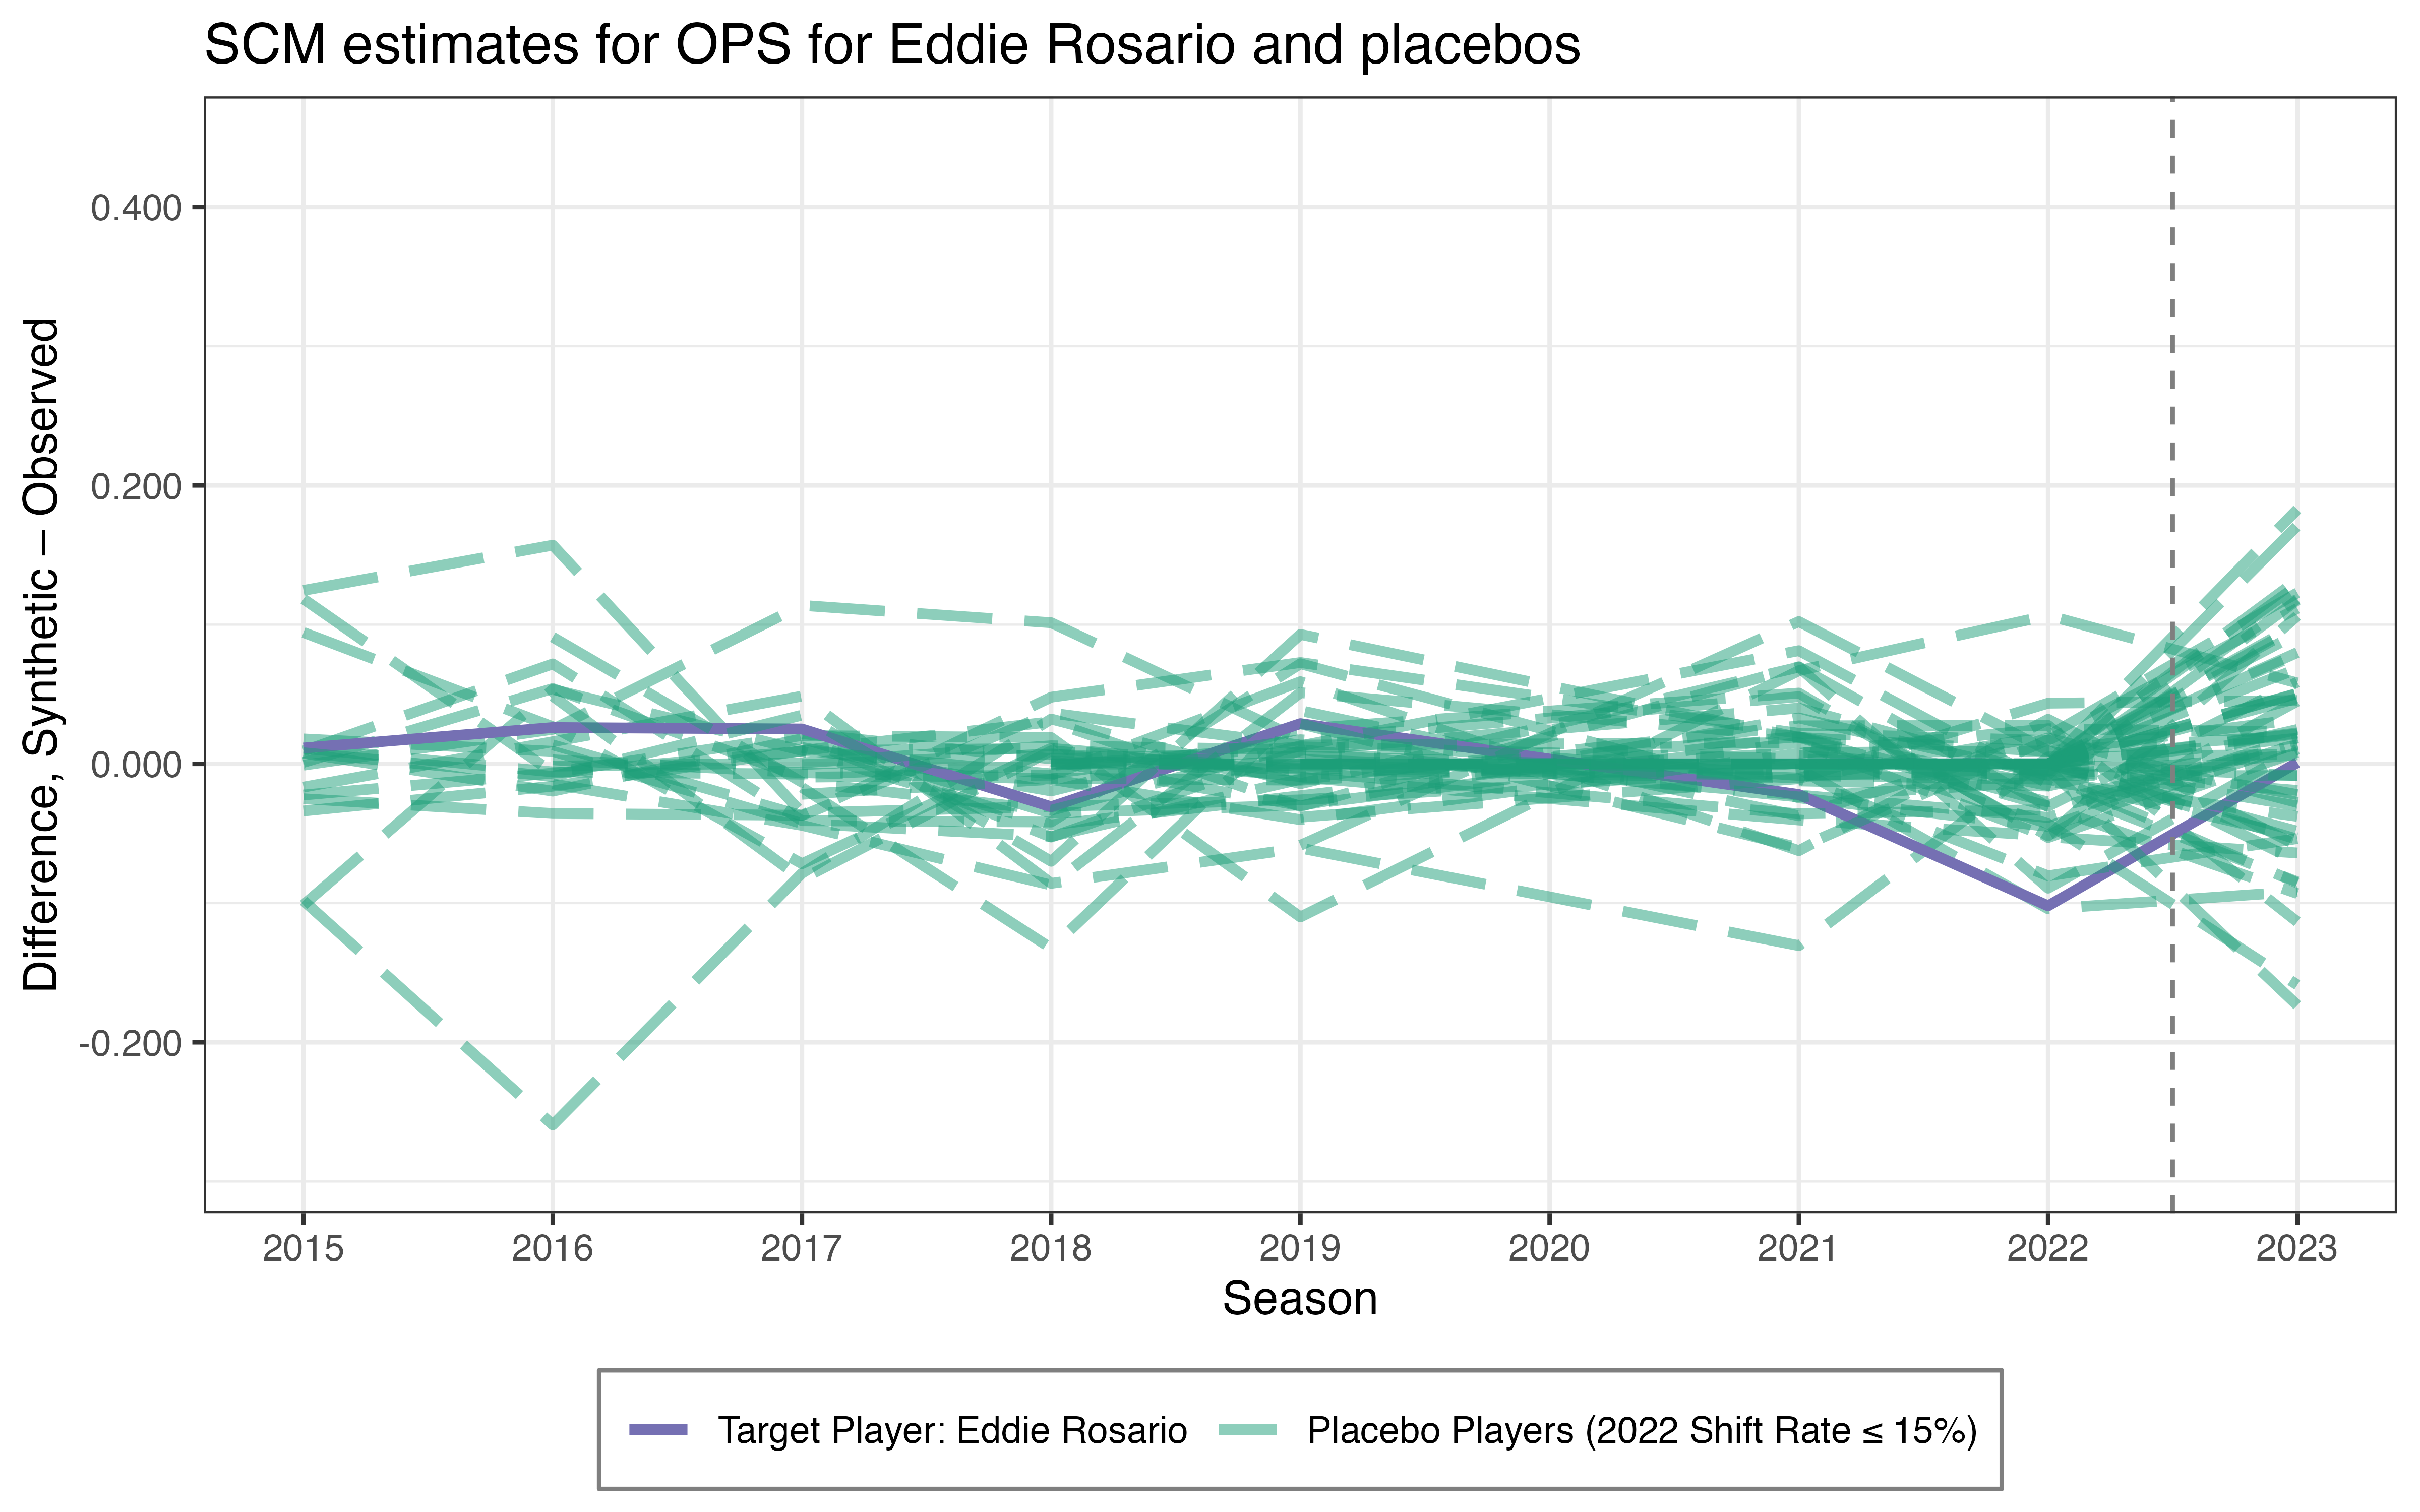 SCM estimates for OPS for Eddie Rosario and placebos
Difference, Synthetic – Observed
0.400
0.200
0.000
-0.200
2015 2016 2017 2018 2019 2020 2021 2022 2023
Season
Target Player: Eddie Rosario Placebo Players (2022 Shift Rate ≤ 15%)